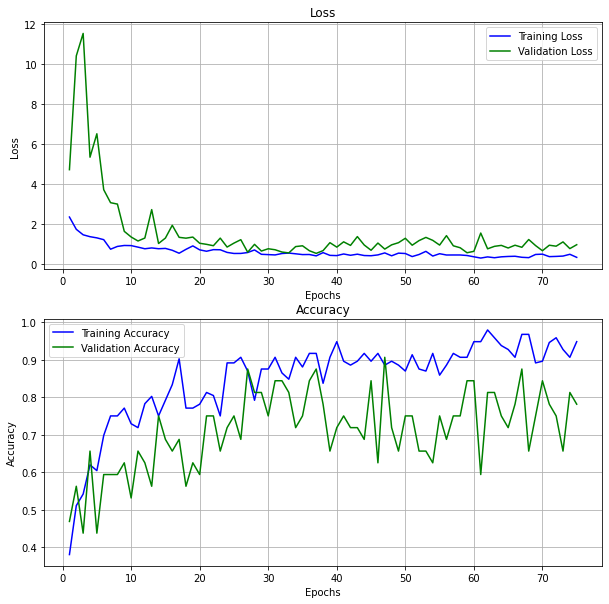 Loss
12
10
8
6
4
2
0
Loss
Training Loss
Validation Loss
0 10 20 30 40 50 60 70
Epochs
Accuracy
1.0
0.9
0.8
0.7
0.6
0.5
0.4
Accuracy
Training Accuracy
Validation Accuracy
0 10 20 30 40 50 60 70
Epochs